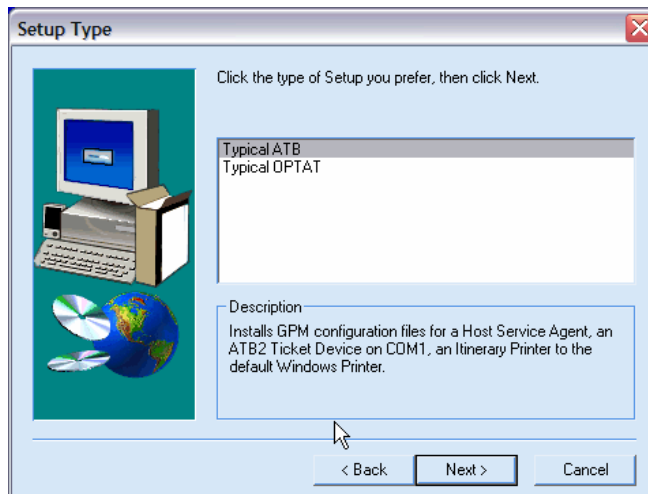 Setup Type
Click the type of Setup you prefer, then click Next.
Typical ATB
Typical OPTAT
Description
Installs GPM configuration files for a Host Service Agent, an
ATB2 Ticket Device on COM1, an Itinerary Printer to the
default Windows Printer.
< Back
Next >
Cancel